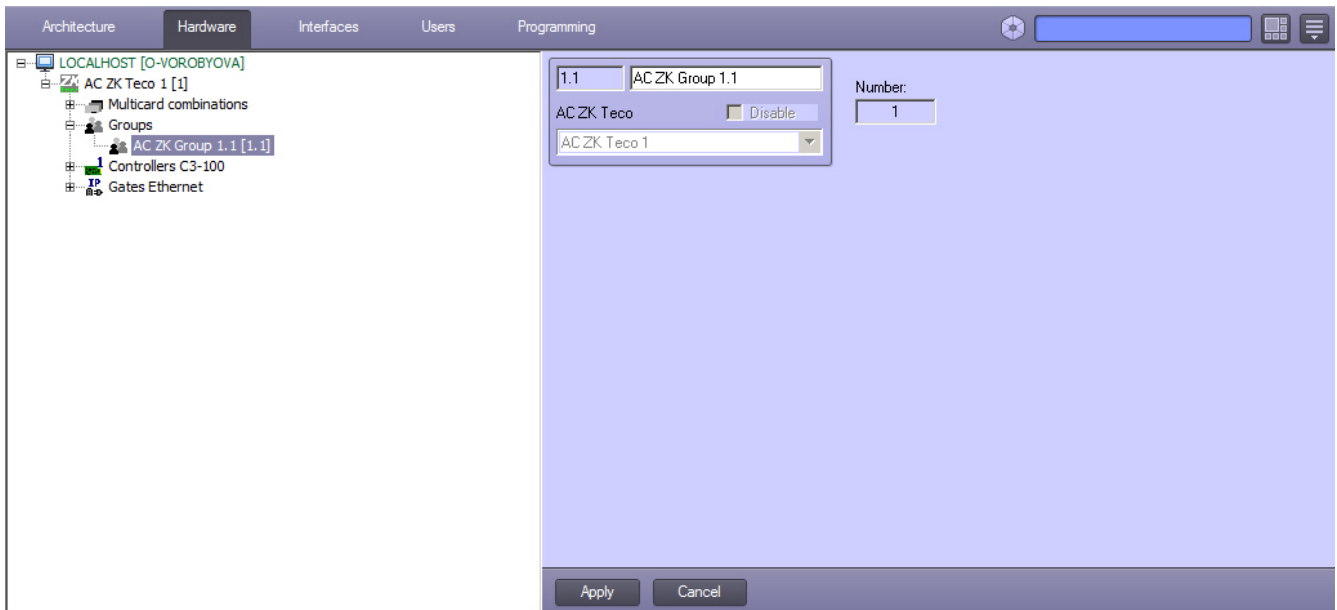 Architecture Hardware Interfaces Users Programming
LOCALHOST [O-VOROBYOVA]
AC ZK Teco 1 [1]
Multicard combinations
Groups
AC ZK Group 1.1 [1.1]
1 Controllers C3-100
IP Gates Ethernet
1.1 AC ZK Group 1.1
AC ZK Teco Disable
AC ZK Teco 1
Number:
1
Apply Cancel